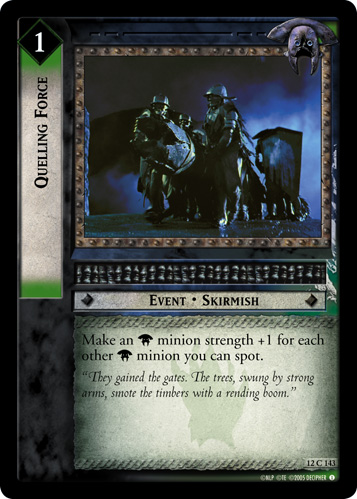 1
QUELLING FORCE
EVENT • SKIRMISH
Make an minion strength +1 for each
other minion you can spot.
“They gained the gates. The trees, swung by strong
arms, smote the timbers with a rending boom.”
12 C 143
©NLP ©TE ©2005 DECIPHER